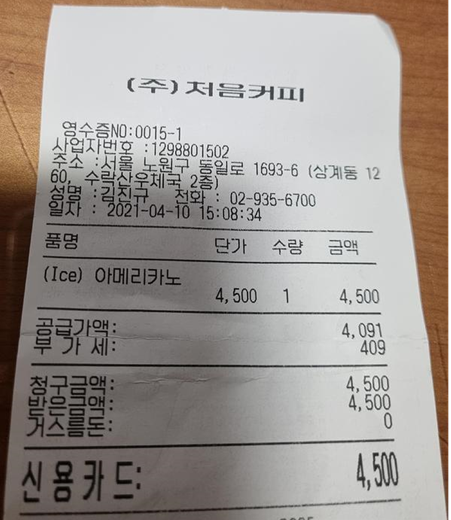 (주)처음커피
영수증NO:0015-1
사업자번호 :1298801502
주소 :서울 노원구 동일로 1693-6 (상계동 12
60, 수락산우체국 2층)
성명 :김진규 전화 : 02-935-6700
일자 : 2021-04-10 15:08:34
품명 단가 수량 금액
(Ice) 아메리카노
4,500 1 4,500
공급가액: 4,091
부 가 세: 409
청구금액: 4,500
받은금액: 4,500
거스름돈: 0
신용카드: 4,500